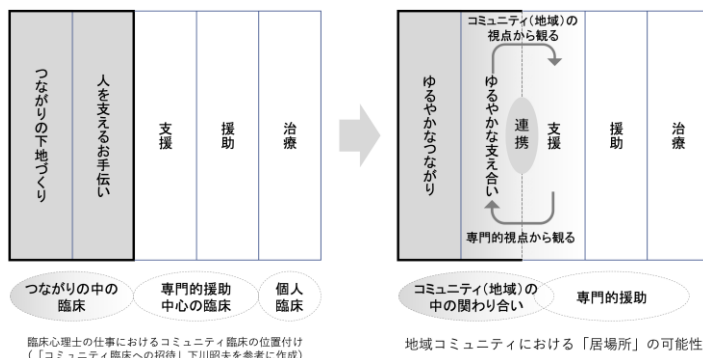 つながりの下地づくり
人を支えるお手伝い
支援
援助
治療
つながりの中の
臨床
専門的援助
中心の臨床
個人
臨床
臨床心理士の仕事におけるコミュニティ臨床の位置付け
(「コミュニティ臨床への招待」下川昭夫を参考に作成)
コミュニティ(地域)の
視点から観る
ゆるやかなつながり
ゆるやかな支え合い
連携
支援
援助
治療
専門的視点から観る
コミュニティ(地域)の
中の関わり合い
専門的援助
地域コミュニティにおける「居場所」の可能性